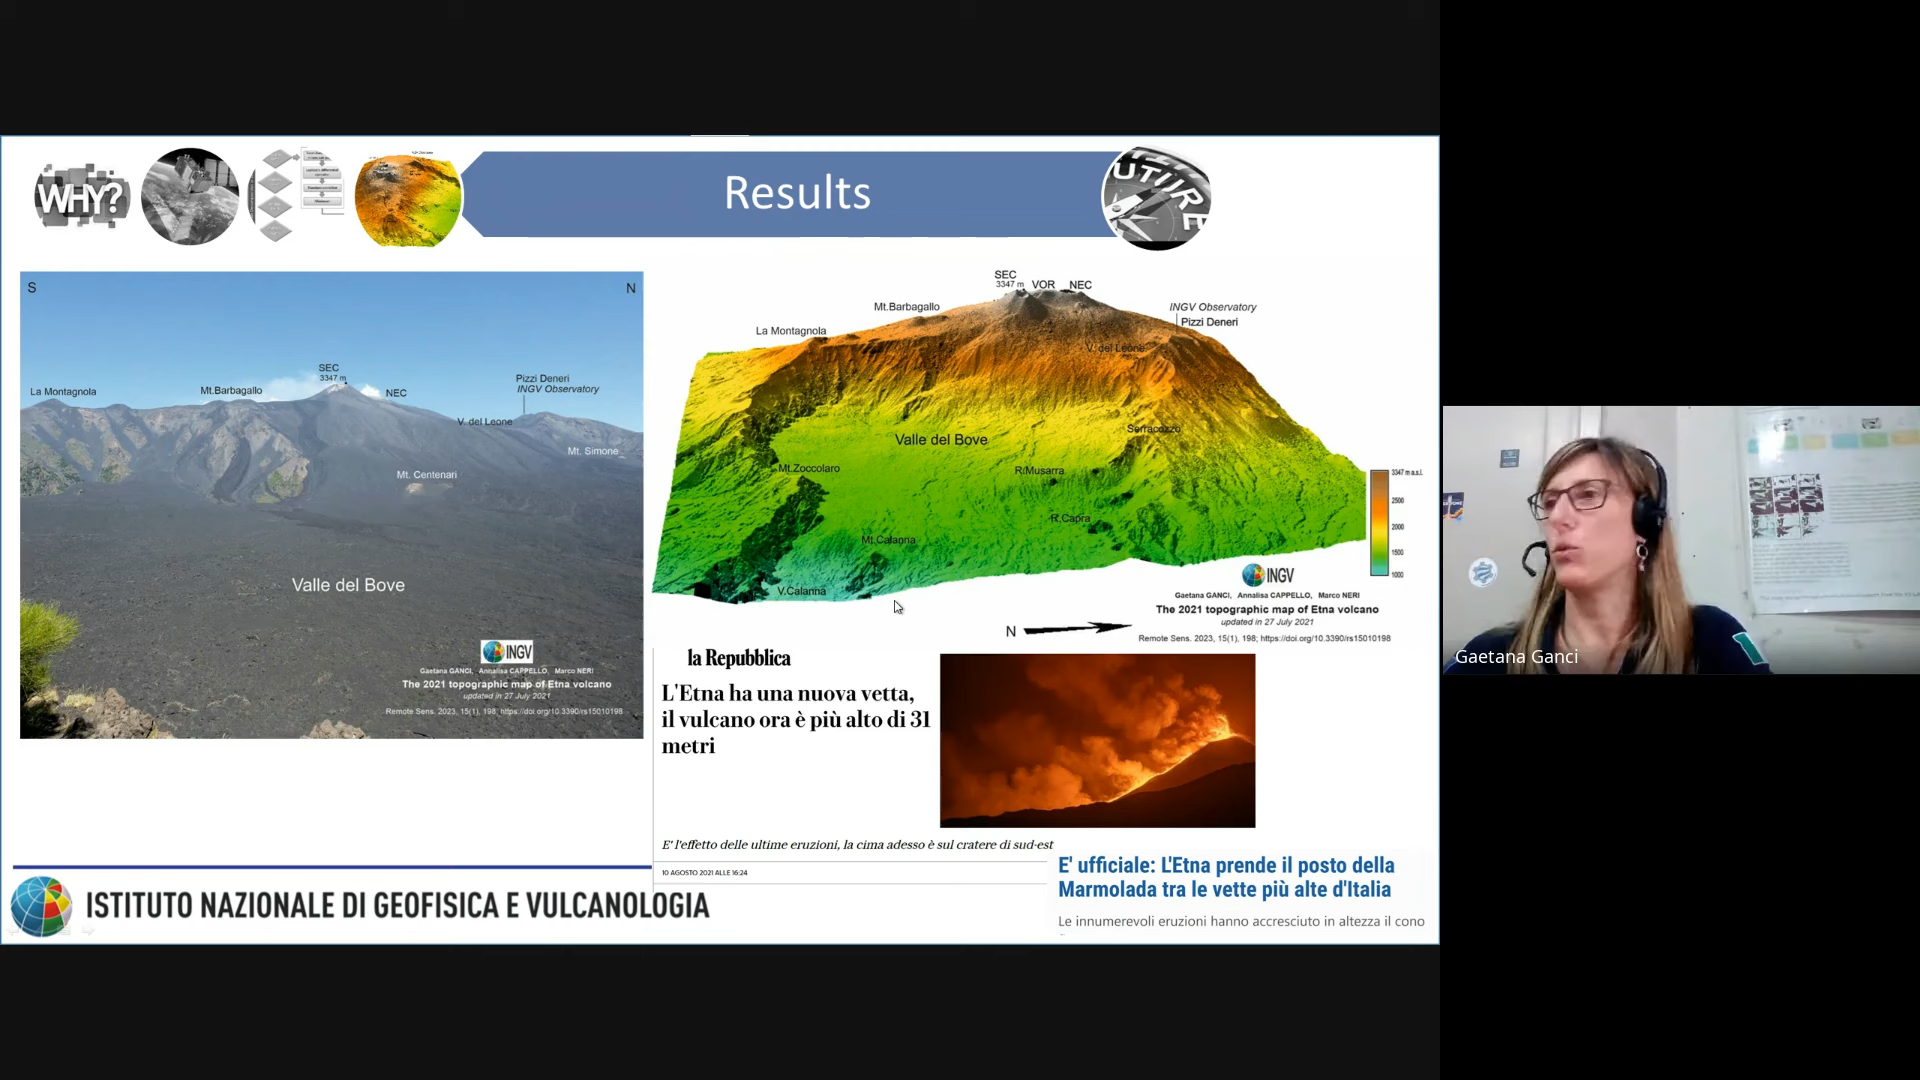 WHY?
Results
UTURE
S
N
SEC
3347 m
La Montagnola
Mt.Barbagallo
NEC
Pizzi Deneri
INGV Observatory
V. del Leone
Mt. Simone
Mt. Centenari
Valle del Bove
INGV
Gaetana GANCI, Annalisa CAPPELLO, Marco NERI
The 2021 topographic map of Etna volcano
updated in 27 July 2021
Remote Sens. 2023, 15(1), 198; https://doi.org/10.3390/rs15010198
SEC
3347 m
VOR
NEC
Mt.Barbagallo
INGV Observatory
Pizzi Deneri
La Montagnola
V. del Leone
Serracozzo
Valle del Bove
Mt.Zoccolaro
R.Musarra
R.Capra
Mt.Calanna
V.Calanna
3347 m a.s.l.
2500
2000
1500
1000
INGV
Gaetana GANCI, Annalisa CAPPELLO, Marco NERI
The 2021 topographic map of Etna volcano
updated in 27 July 2021
N
Remote Sens. 2023, 15(1), 198; https://doi.org/10.3390/rs15010198
la Repubblica
L'Etna ha una nuova vetta,
il vulcano ora è più alto di 31
metri
E' l'effetto delle ultime eruzioni, la cima adesso è sul cratere di sud-est
10 AGOSTO 2021 ALLE 16:24
E' ufficiale: L'Etna prende il posto della
Marmolada tra le vette più alte d'Italia
Le innumerevoli eruzioni hanno accresciuto in altezza il cono
ISTITUTO NAZIONALE DI GEOFISICA E VULCANOLOGIA
Gaetana Ganci